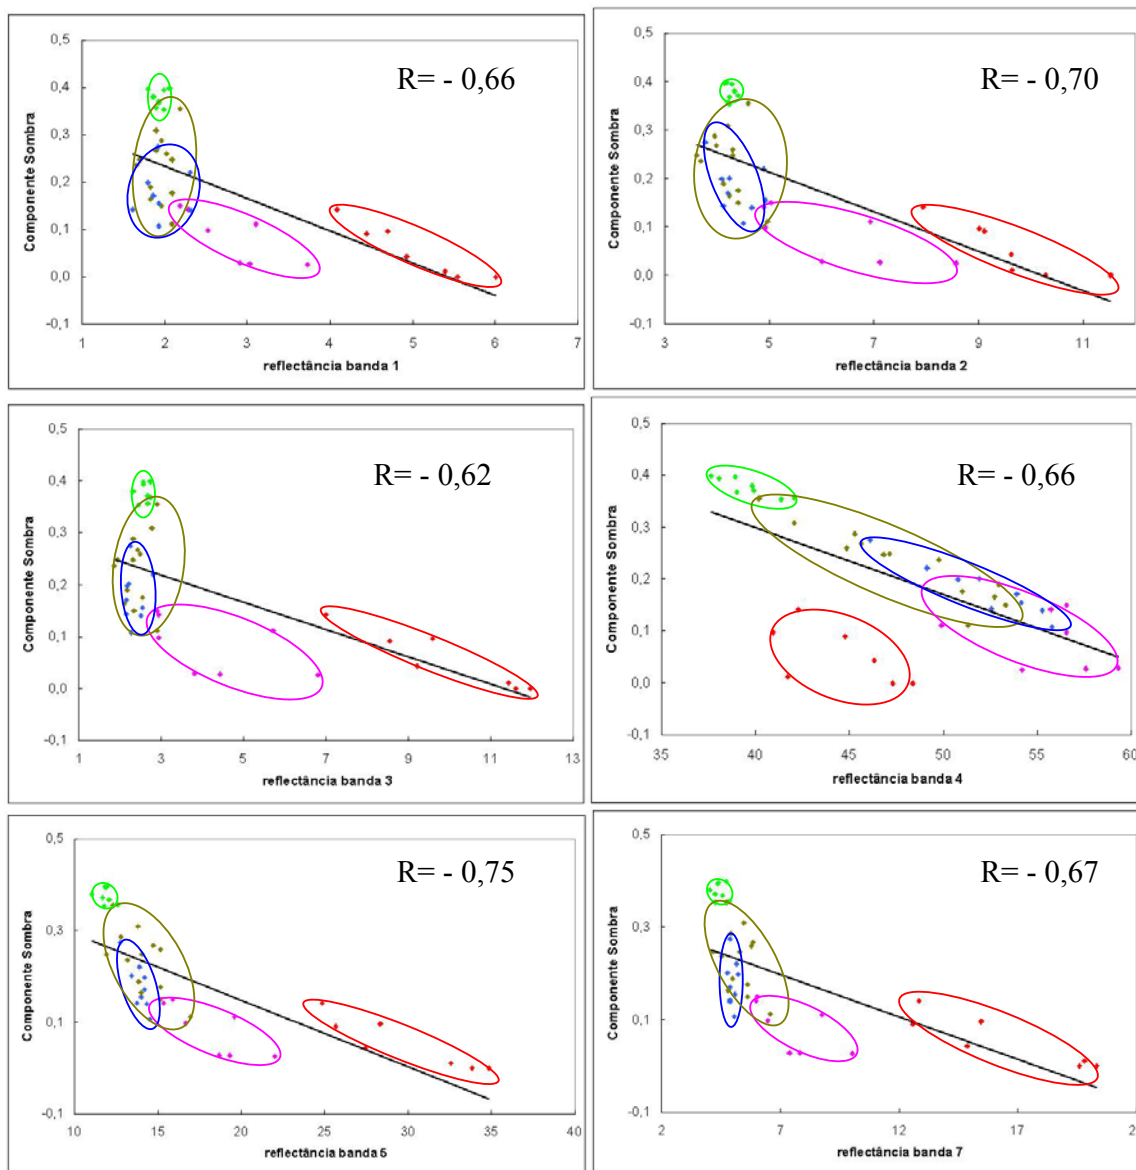 0,5
0,4
0,3
0,2
0,1
0,0
-0,1
Componente Sombra
R= - 0,66
1 2 3 4 5 6 7
reflectância banda 1
0,5
0,4
0,3
0,2
0,1
0,0
-0,1
Componente Sombra
R= - 0,70
3 5 7 9 11
reflectância banda 2
0,5
0,4
0,3
0,2
0,1
0,0
-0,1
Componente Sombra
R= - 0,62
1 3 5 7 9 11 13
reflectância banda 3
0,5
0,4
0,3
0,2
0,1
0,0
-0,1
Componente Sombra
R= - 0,66
35 40 45 50 55 60
reflectância banda 4
0,5
0,3
0,1
-0,1
Componente Sombra
R= - 0,75
10 15 20 25 30 35 40
reflectância banda 5
0,5
0,3
0,1
-0,1
Componente Sombra
R= - 0,67
2 7 12 17
reflectância banda 7